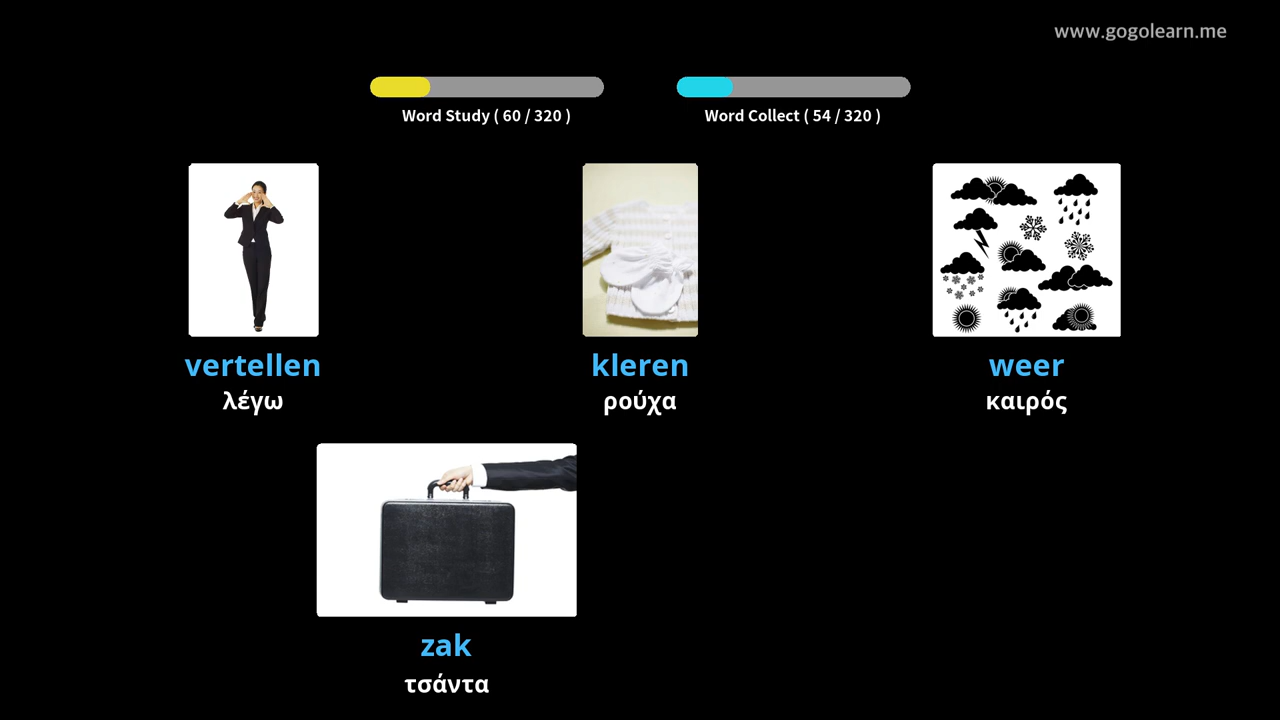 www.gogolearn.me
Word Study ( 60 / 320 )
Word Collect ( 54 / 320 )
vertellen
λέγω
kleren
ρούχα
weer
καιρός
zak
τσάντα